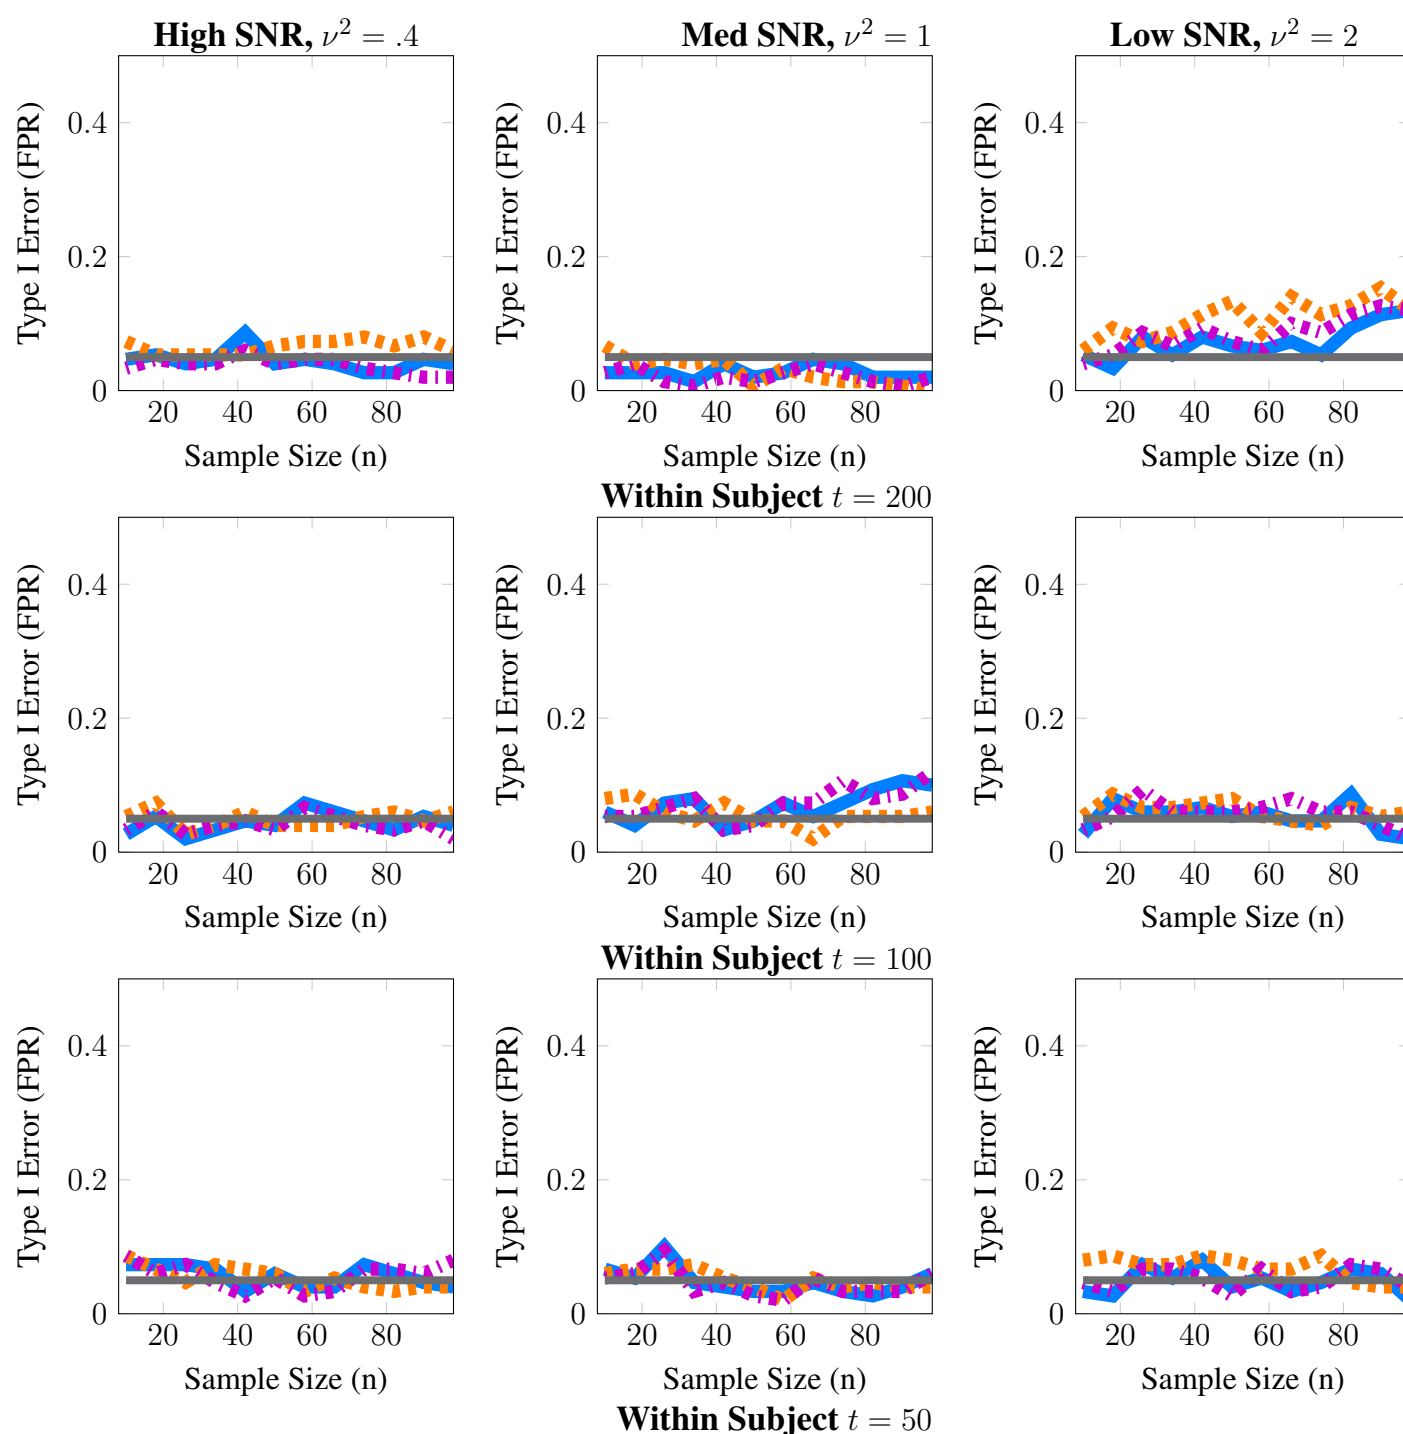 High SNR, ν² = .4
Med SNR, ν² = 1
Low SNR, ν² = 2
Type I Error (FPR)
0.4
0.2
0
20 40 60 80
Sample Size (n)
Type I Error (FPR)
0.4
0.2
0
20 40 60 80
Sample Size (n)
Type I Error (FPR)
0.4
0.2
0
20 40 60 80
Sample Size (n)
Within Subject t = 200
Type I Error (FPR)
0.4
0.2
0
20 40 60 80
Sample Size (n)
Type I Error (FPR)
0.4
0.2
0
20 40 60 80
Sample Size (n)
Type I Error (FPR)
0.4
0.2
0
20 40 60 80
Sample Size (n)
Within Subject t = 100
Type I Error (FPR)
0.4
0.2
0
20 40 60 80
Sample Size (n)
Type I Error (FPR)
0.4
0.2
0
20 40 60 80
Sample Size (n)
Type I Error (FPR)
0.4
0.2
0
20 40 60 80
Sample Size (n)
Within Subject t = 50